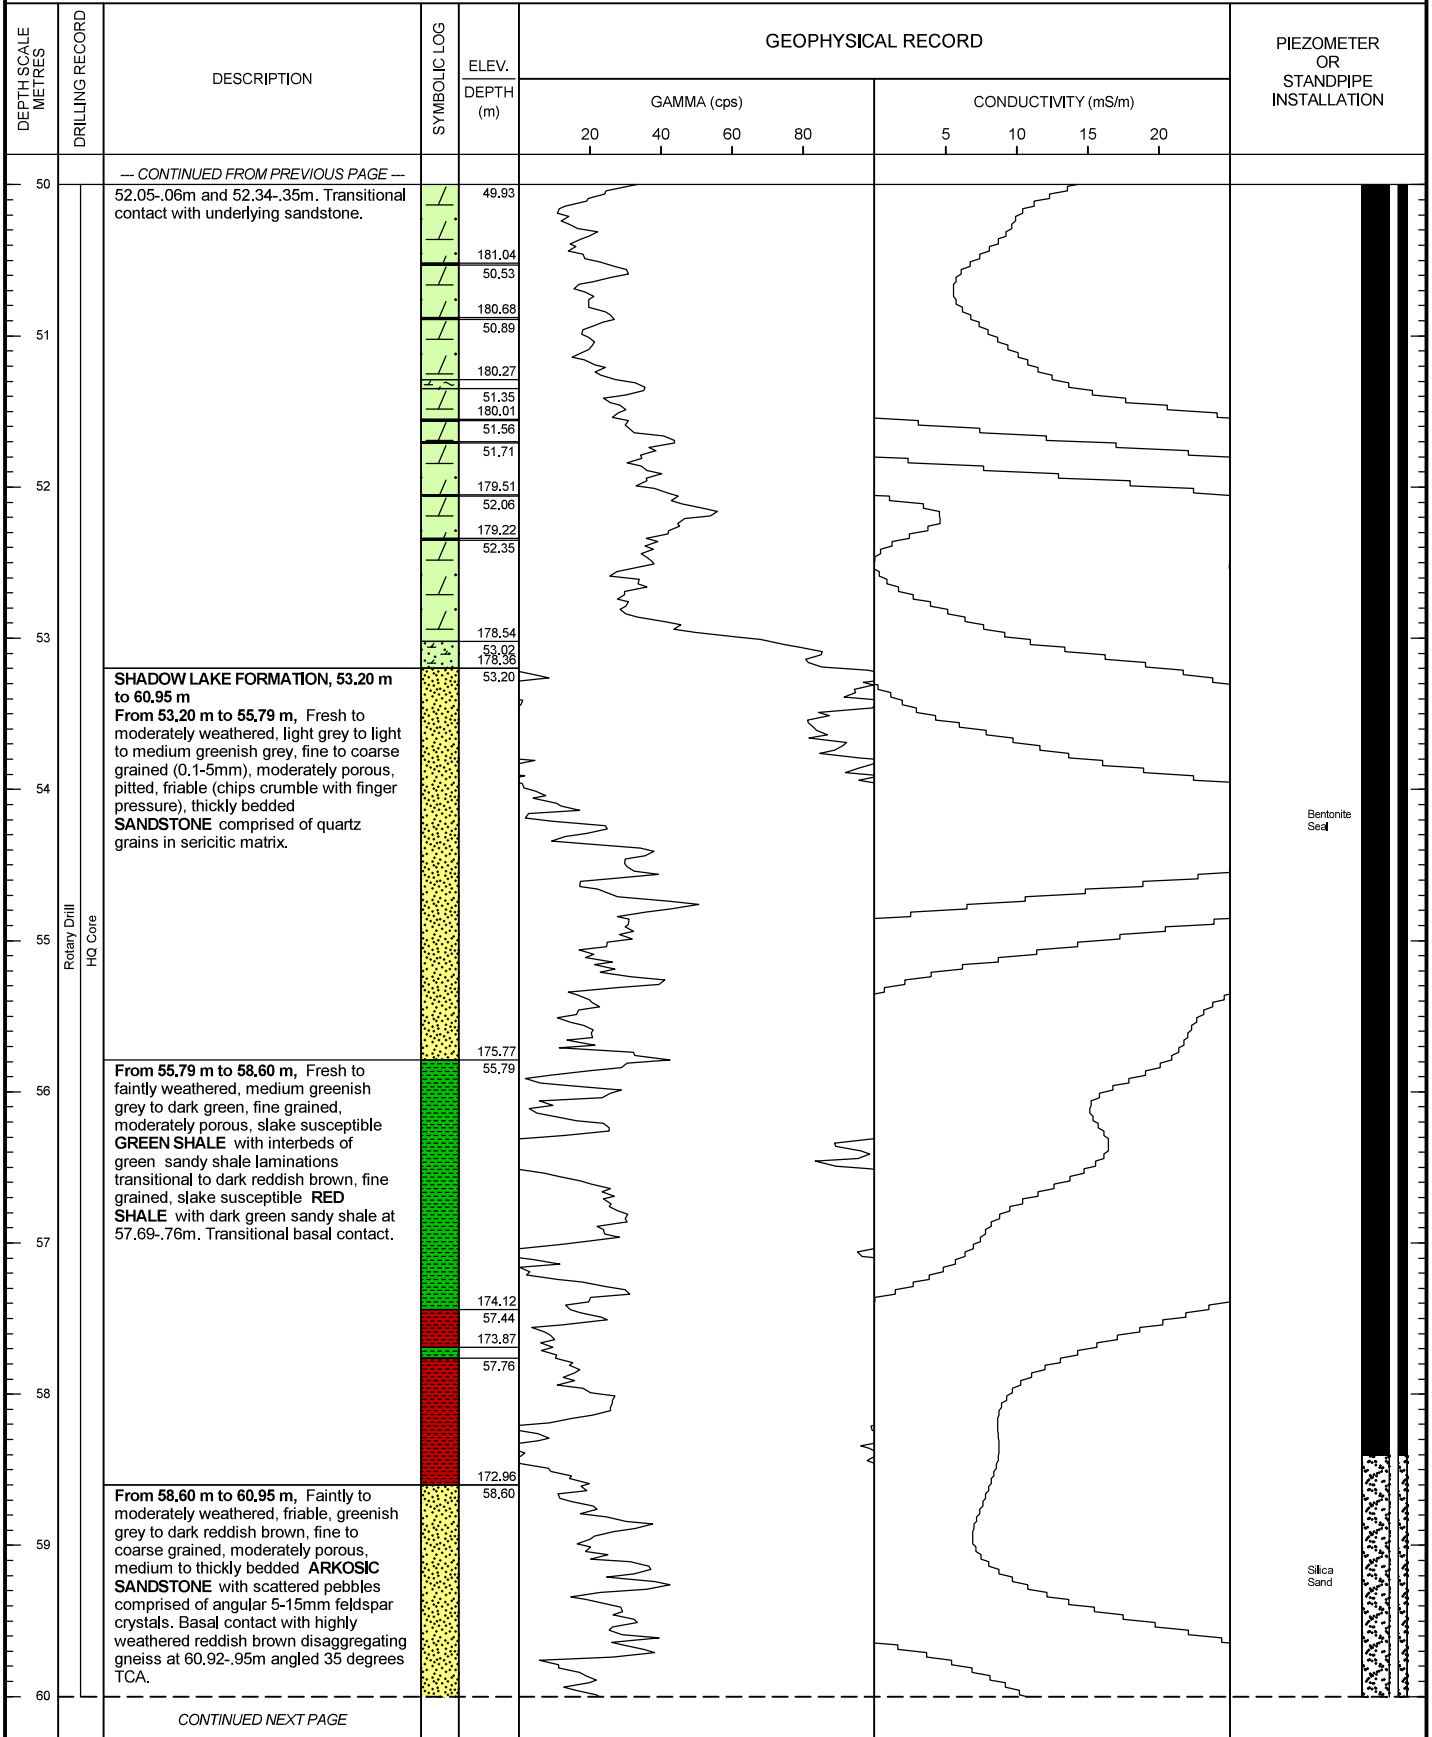 DEPTH SCALE
METRES
DRILLING RECORD
DESCRIPTION
SYMBOLIC LOG
ELEV.
DEPTH
(m)
GEOPHYSICAL RECORD
GAMMA (cps)
20 40 60 80
CONDUCTIVITY (mS/m)
5 10 15 20
PIEZOMETER
OR
STANDPIPE
INSTALLATION
--- CONTINUED FROM PREVIOUS PAGE ---
50
51
52
53
54
55
56
57
58
59
60
Rotary Drill
HQ Core
52.05-.06m and 52.34-.35m. Transitional
contact with underlying sandstone.
SHADOW LAKE FORMATION, 53.20 m
to 60.95 m
From 53.20 m to 55.79 m, Fresh to
moderately weathered, light grey to light
to medium greenish grey, fine to coarse
grained (0.1-5mm), moderately porous,
pitted, friable (chips crumble with finger
pressure), thickly bedded
SANDSTONE comprised of quartz
grains in sericitic matrix.
From 55.79 m to 58.60 m, Fresh to
faintly weathered, medium greenish
grey to dark green, fine grained,
moderately porous, slake susceptible
GREEN SHALE with interbeds of
green sandy shale laminations
transitional to dark reddish brown, fine
grained, slake susceptible RED
SHALE with dark green sandy shale at
57.69-.76m. Transitional basal contact.
From 58.60 m to 60.95 m, Faintly to
moderately weathered, friable, greenish
grey to dark reddish brown, fine to
coarse grained, moderately porous,
medium to thickly bedded ARKOSIC
SANDSTONE with scattered pebbles
comprised of angular 5-15mm feldspar
crystals. Basal contact with highly
weathered reddish brown disaggregating
gneiss at 60.92-.95m angled 35 degrees
TCA.
49.93
181.04
50.53
180.68
50.89
180.27
51.35
180.01
51.56
51.71
179.51
52.06
179.22
52.35
178.54
53.02
178.36
53.20
175.77
55.79
174.12
57.44
173.87
57.76
172.96
58.60
Bentonite
Seal
Silica
Sand
CONTINUED NEXT PAGE